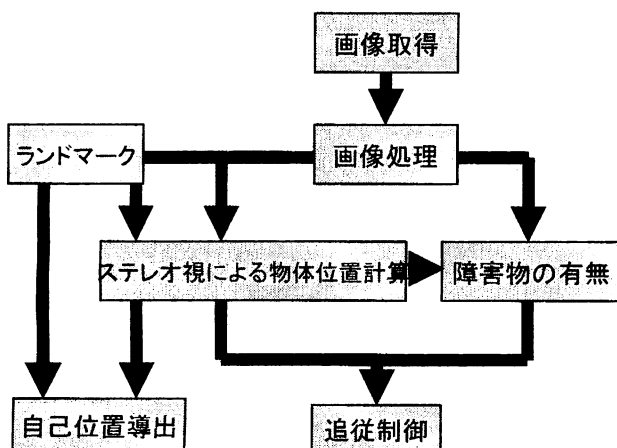 画像取得
ランドマーク
画像処理
ステレオ視による物体位置計算
障害物の有無
自己位置導出
追従制御